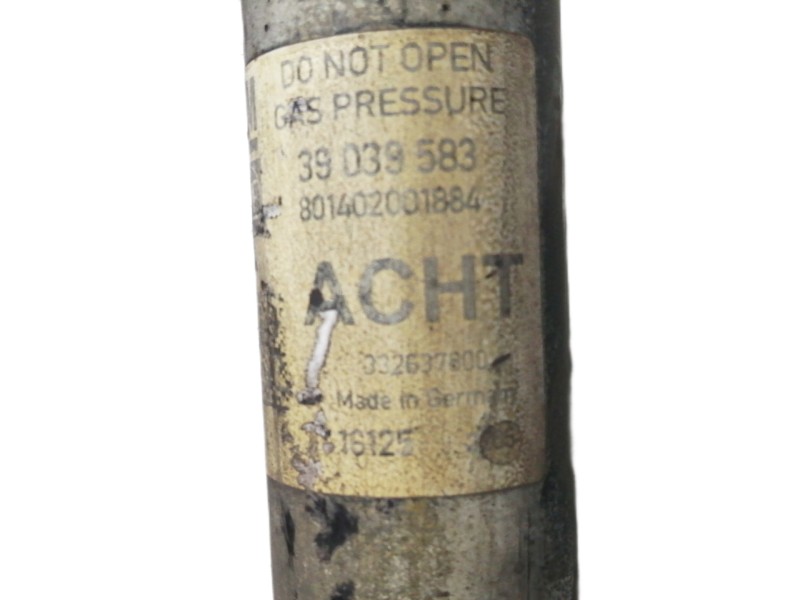 DO NOT OPEN
GAS PRESSURE
39 039 583
801402001884
ACHT
332637800
Made in Germany
16125